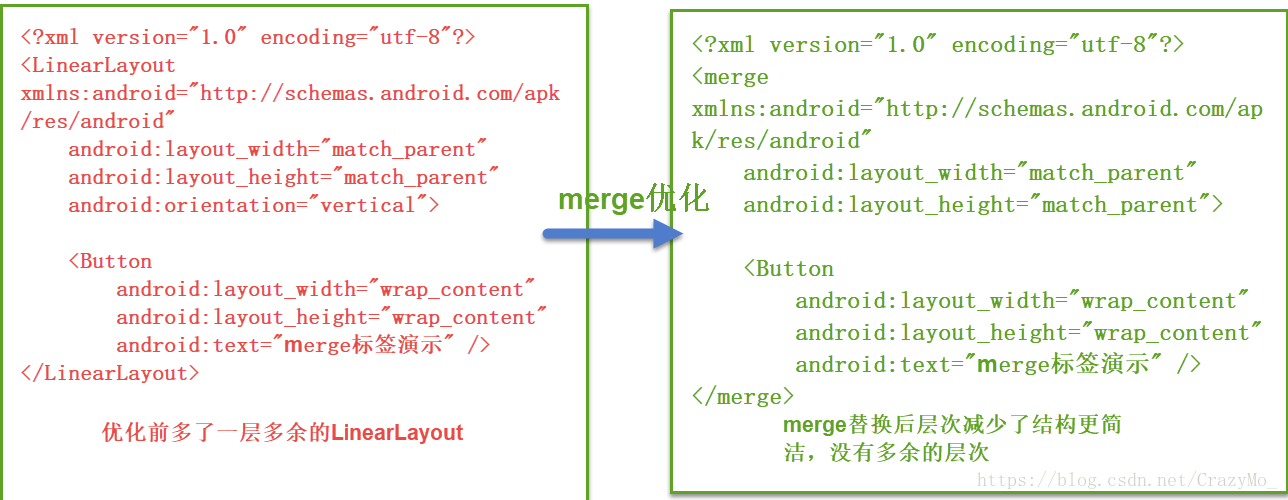 <?xml version="1.0" encoding="utf-8"?>
<LinearLayout
xmlns:android="http://schemas.android.com/apk
/res/android"
    android:layout_width="match_parent"
    android:layout_height="match_parent"
    android:orientation="vertical">
    <Button
        android:layout_width="wrap_content"
        android:layout_height="wrap_content"
        android:text="merge标签演示" />
</LinearLayout>
优化前多了一层多余的LinearLayout
merge优化
<?xml version="1.0" encoding="utf-8"?>
<merge
xmlns:android="http://schemas.android.com/ap
k/res/android"
    android:layout_width="match_parent"
    android:layout_height="match_parent">
    <Button
        android:layout_width="wrap_content"
        android:layout_height="wrap_content"
        android:text="merge标签演示" />
</merge>
merge替换后层次减少了结构更简
洁，没有多余的层次
https://blog.csdn.net/CrazyMo_